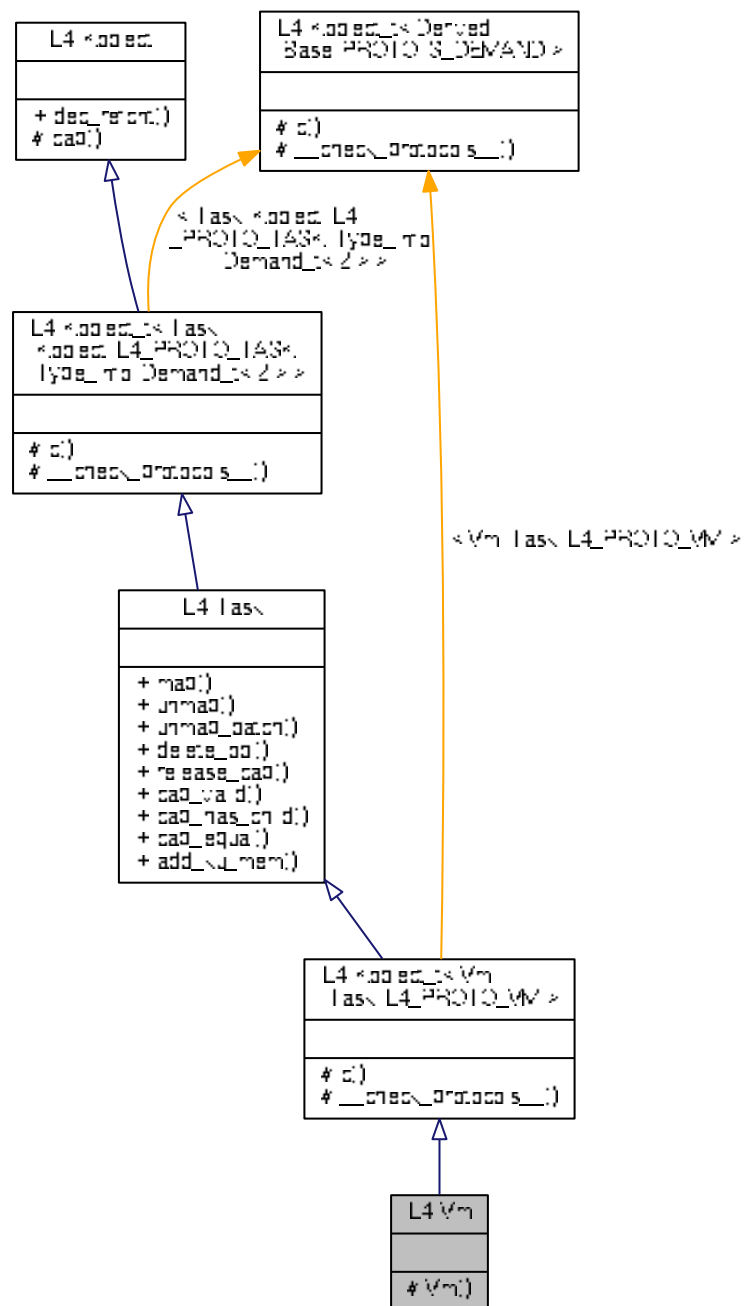 L4 Kobject
+ dec_refcnt()
# cap()
L4 Kobject_t< Derived
Base PROTO S_DEMAND >
# c()
# __check_protocols__()
< Task Kobject L4
_PROTO_TASK, Type_info
Demand_t< 2 > >
L4 Kobject_t< Task
Kobject L4_PROTO_TASK,
Type_info Demand_t< 2 > >
# c()
# __check_protocols__()
< Vm Task L4_PROTO_VM >
L4 Task
+ map()
+ unmap()
+ unmap_batch()
+ delete_obj()
+ release_cap()
+ cap_valid()
+ cap_has_child()
+ cap_equal()
+ add_ku_mem()
L4 Kobject_t< Vm
Task L4_PROTO_VM >
# c()
# __check_protocols__()
L4 Vm
# Vm()